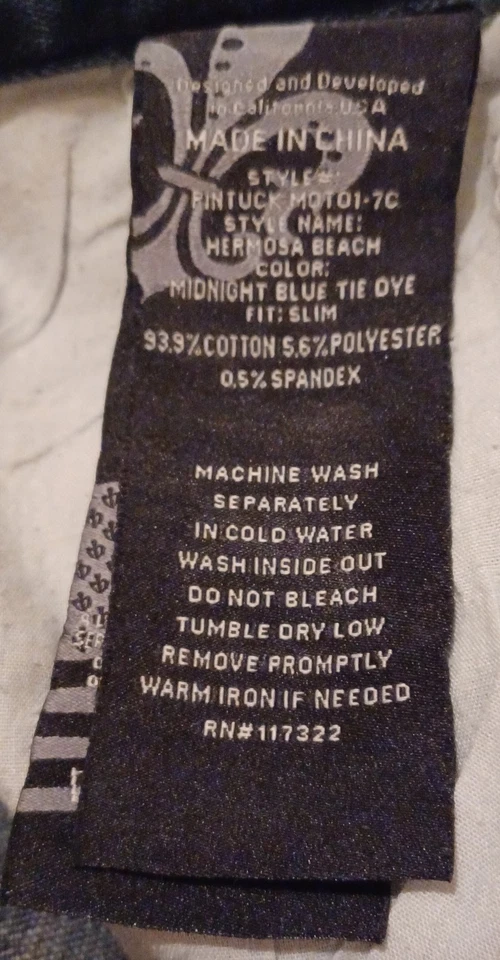 Designed and Developed
in California USA
MADE IN CHINA
STYLE#:
PINTUCK MOTO1-7C
STYLE NAME:
HERMOSA BEACH
COLOR:
MIDNIGHT BLUE TIE DYE
FIT: SLIM
93.9%COTTON 5.6%POLYESTER
0.5% SPANDEX
MACHINE WASH
SEPARATELY
IN COLD WATER
WASH INSIDE OUT
DO NOT BLEACH
TUMBLE DRY LOW
REMOVE PROMPTLY
WARM IRON IF NEEDED
RN#117322